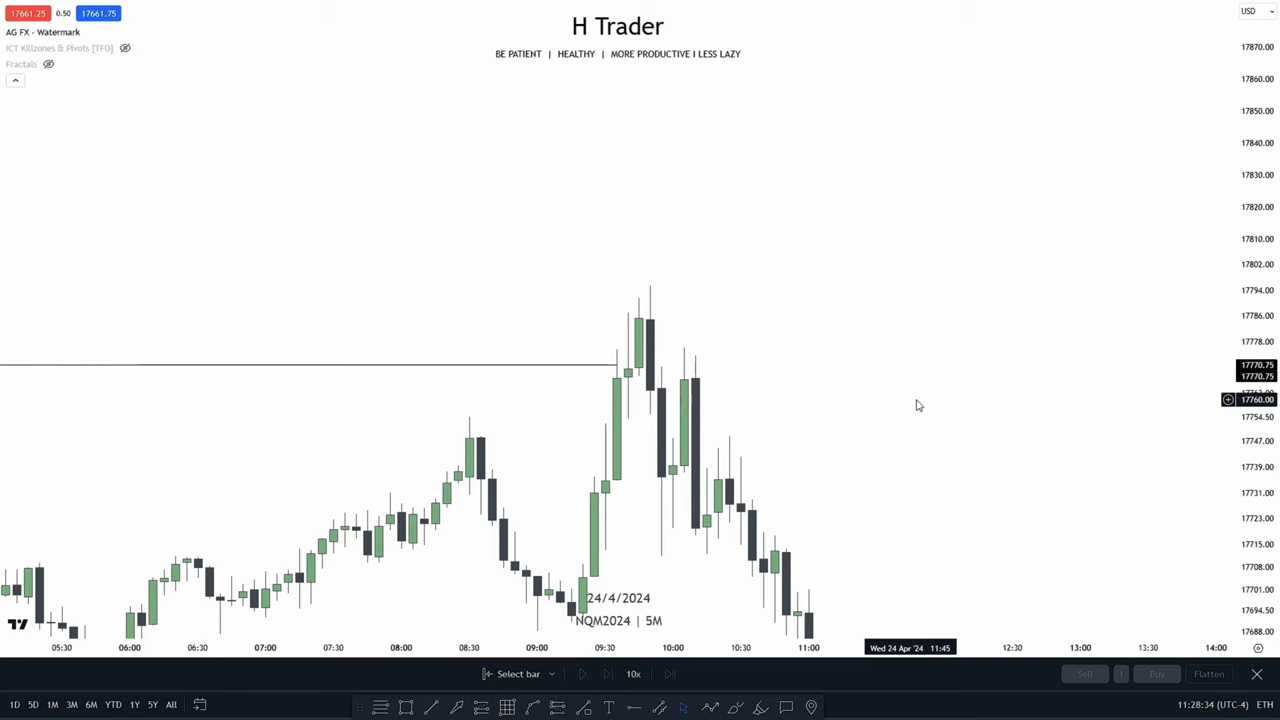 17661.25 0.50 17661.75
AG FX - Watermark
ICT Killzones & Pivots [TFO]
Fractals
H Trader
BE PATIENT | HEALTHY | MORE PRODUCTIVE I LESS LAZY
USD
17870.00
17860.00
17850.00
17840.00
17830.00
17820.00
17810.00
17802.00
17794.00
17786.00
17778.00
17770.75
17770.75
17760.00
17754.50
17747.00
17739.00
17731.00
17723.00
17715.00
17708.00
17701.00
17694.50
17688.00
24/4/2024
NQM2024 | 5M
05:30 06:00 06:30 07:00 07:30 08:00 08:30 09:00 09:30 10:00 10:30 11:00 Wed 24 Apr '24 11:45 12:30 13:00 13:30 14:00
Select bar 10x Sell 1 Buy Flatten
1D 5D 1M 3M 6M YTD 1Y 5Y All 11:28:34 (UTC-4) ETH